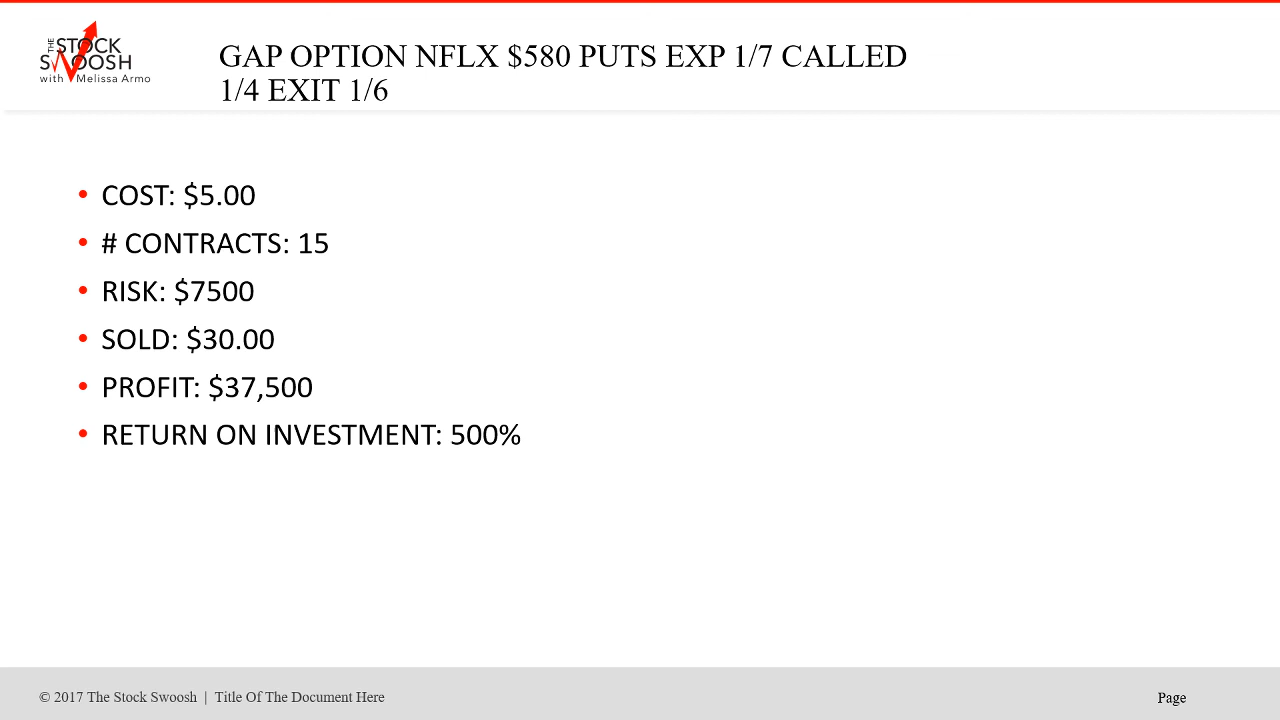 THE
STOCK
SWOOSH
with Melissa Armo
GAP OPTION NFLX $580 PUTS EXP 1/7 CALLED
1/4 EXIT 1/6
• COST: $5.00
• # CONTRACTS: 15
• RISK: $7500
• SOLD: $30.00
• PROFIT: $37,500
• RETURN ON INVESTMENT: 500%
© 2017 The Stock Swoosh | Title Of The Document Here
Page